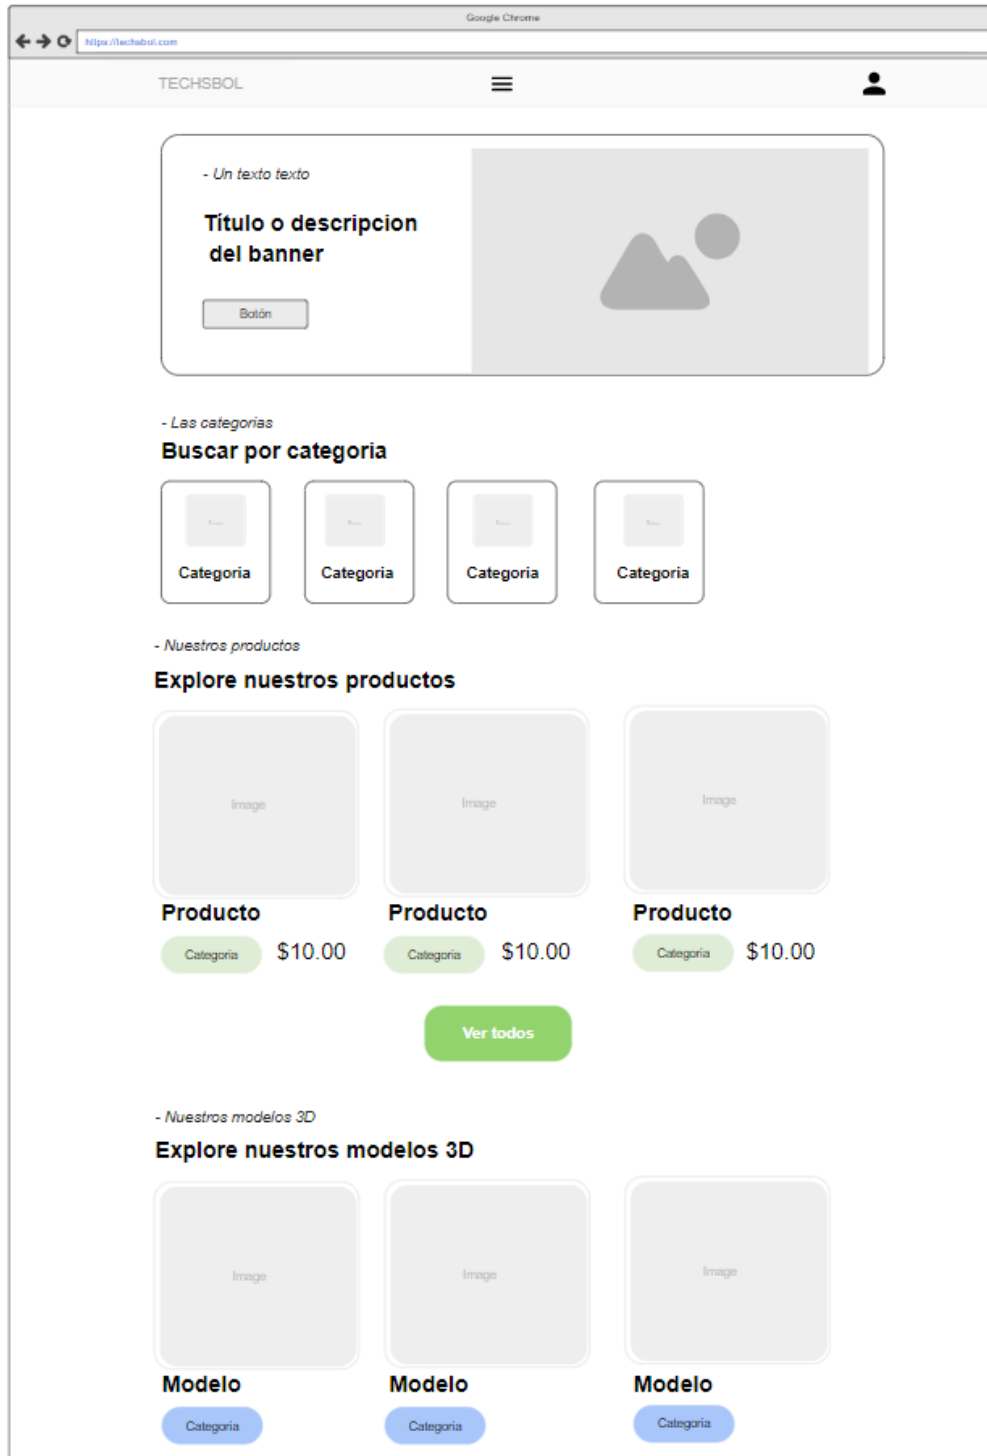 Google Chrome
https://techsbol.com
TECHSBOL
- Un texto texto
Título o descripcion
del banner
Botón
- Las categorias
Buscar por categoria
Categoria Categoria Categoria Categoria
- Nuestros productos
Explore nuestros productos
Image Image Image
Producto Producto Producto
Categoria $10.00 Categoria $10.00 Categoria $10.00
Ver todos
- Nuestros modelos 3D
Explore nuestros modelos 3D
Image Image Image
Modelo Modelo Modelo
Categoria Categoria Categoria